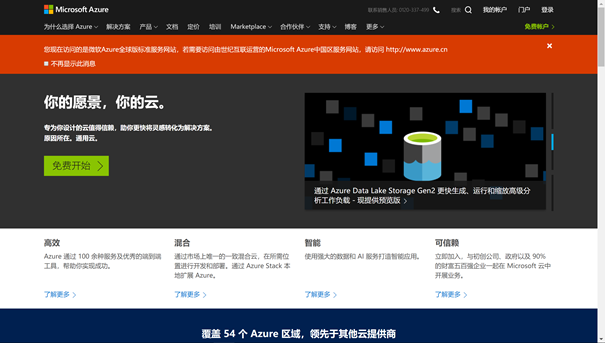 Microsoft Azure
搜索
我的帐户
门户
登录
为什么选择 Azure
解决方案
产品
文档
定价
培训
Marketplace
合作伙伴
支持
博客
更多
免费帐户
您现在访问的是微软Azure全球版标准服务网站，若需要访问由世纪互联运营的Microsoft Azure中国区服务网站，请访问 http://www.azure.cn
不再显示此消息
你的愿景，你的云。
专为你设计的云值得信赖，助你更快将灵感转化为解决方案。
原因所在。通用云。
免费开始
通过 Azure Data Lake Storage Gen2 更快生成、运行和缩放高级分
析工作负载 - 现提供预览版
高效
Azure 通过 100 余种服务及优秀的端到端
工具，帮助你实现成功。
了解更多
混合
通过市场上唯一的一致混合云，在所需位
置进行开发和部署。通过 Azure Stack 本
地扩展 Azure。
了解更多
智能
使用强大的数据和 AI 服务打造智能应用。
了解更多
可信赖
立即加入，与初创公司、政府以及 90%
的财富五百强企业一起在 Microsoft 云中
开展业务。
了解更多
覆盖 54 个 Azure 区域，领先于其他云提供商